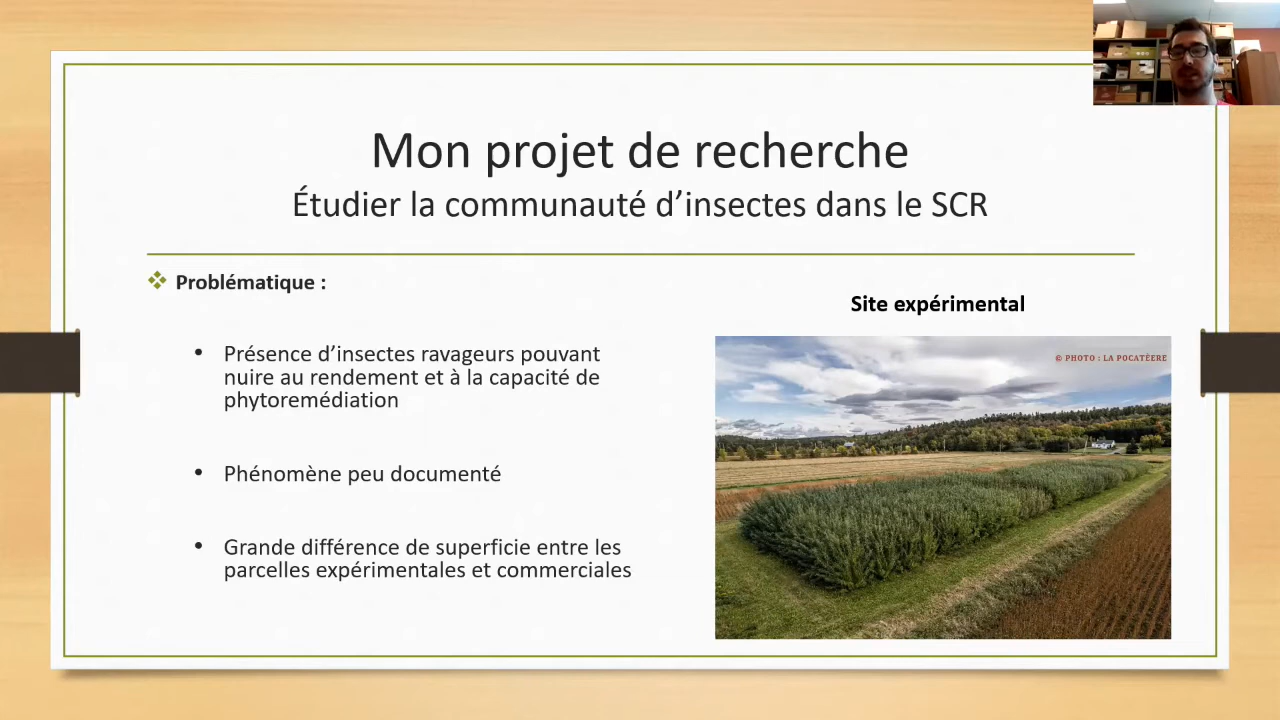 Mon projet de recherche
Étudier la communauté d’insectes dans le SCR
Problématique :
Présence d’insectes ravageurs pouvant
nuire au rendement et à la capacité de
phytoremédiation
Phénomène peu documenté
Grande différence de superficie entre les
parcelles expérimentales et commerciales
Site expérimental
© PHOTO : LA POCATÉERE